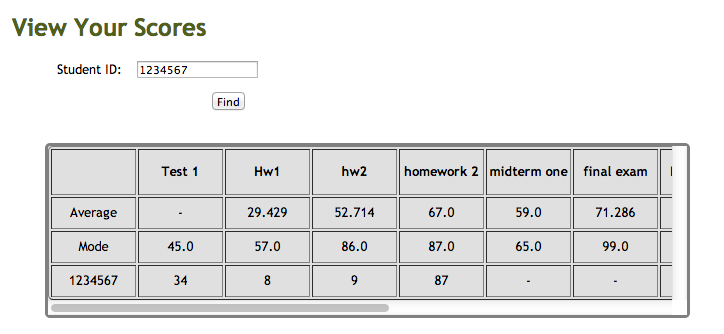 View Your Scores
Student ID: 1234567
Find
Test 1 Hw1 hw2 homework 2 midterm one final exam
Average - 29.429 52.714 67.0 59.0 71.286
Mode 45.0 57.0 86.0 87.0 65.0 99.0
1234567 34 8 9 87 - -